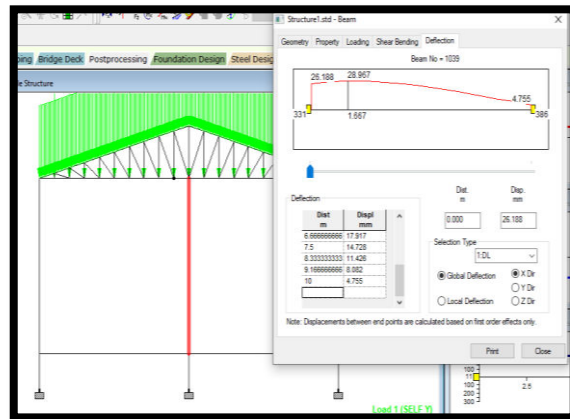 Structure1.std - Beam
ping Bridge Deck Postprocessing Foundation Design Steel Desig
le Structure
Load 1 (SELF Y)
Geometry Property Loading Shear Bending Deflection
Beam No = 1039
26.188 28.967
4.755
331 1.667 386
Deflection
Dist Displ
m mm
6.666666666 17.917
7.5 14.728
8.333333333 11.426
9.166666666 8.082
10 4.755
Dist. Disp.
m mm
0.000 26.188
Selection Type
1:DL
Global Deflection X Dir
Y Dir
Local Deflection Z Dir
Note: Displacements between end points are calculated based on first order effects only.
Print Close
100
11
100
200
300
2.5